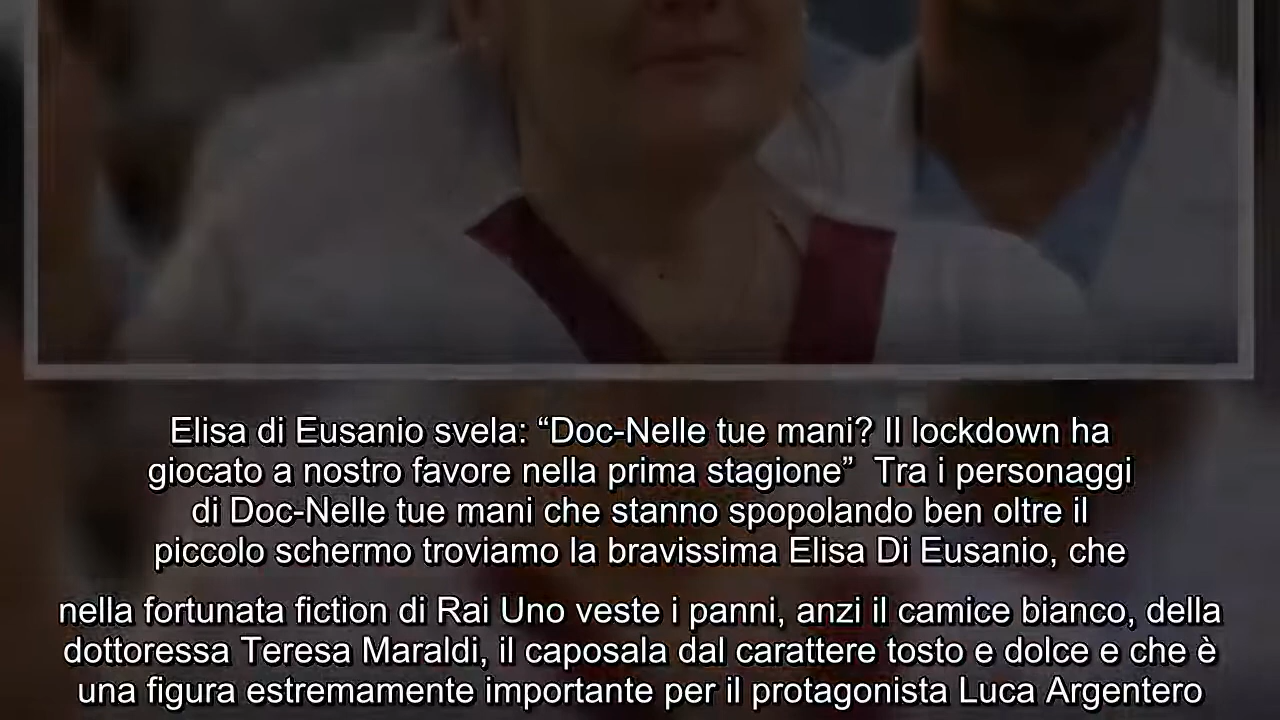 Elisa di Eusanio svela: “Doc-Nelle tue mani? Il lockdown ha
giocato a nostro favore nella prima stagione”  Tra i personaggi
di Doc-Nelle tue mani che stanno spopolando ben oltre il
piccolo schermo troviamo la bravissima Elisa Di Eusanio, che
nella fortunata fiction di Rai Uno veste i panni, anzi il camice bianco, della
dottoressa Teresa Maraldi, il caposala dal carattere tosto e dolce e che è
una figura estremamente importante per il protagonista Luca Argentero